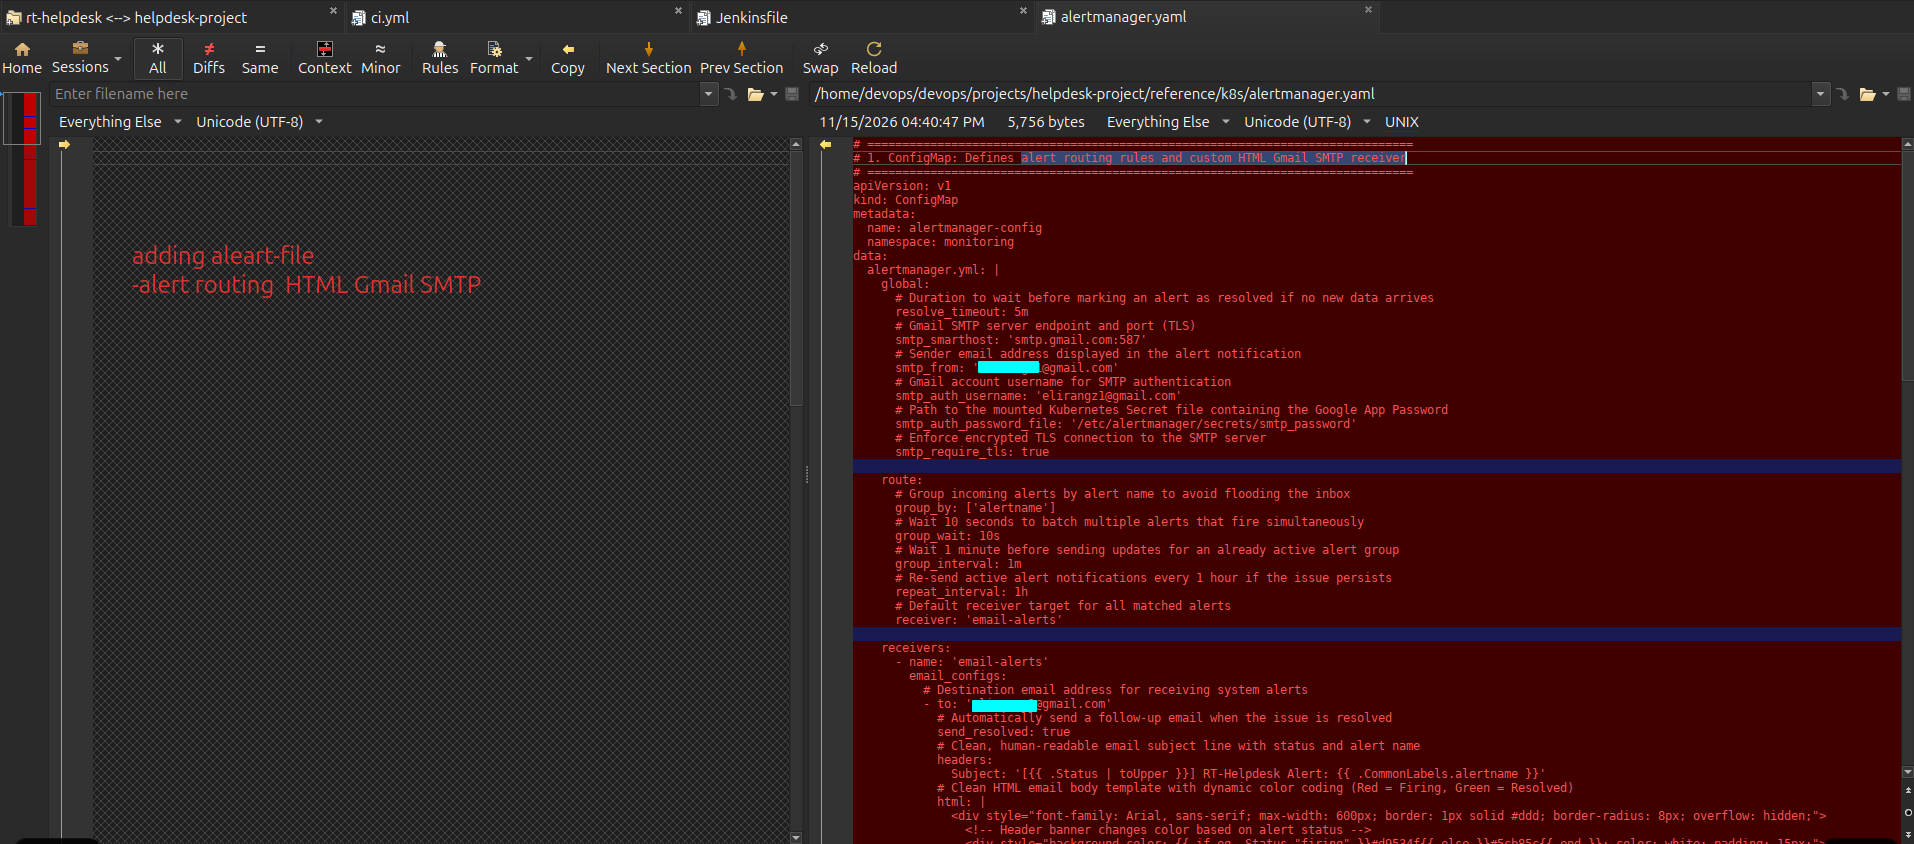 rt-helpdesk <--> helpdesk-project
ci.yml
Jenkinsfile
alertmanager.yaml
Home
Sessions
All
Diffs
Same
Context
Minor
Rules
Format
Copy
Next Section
Prev Section
Swap
Reload
Enter filename here
/home/devops/devops/projects/helpdesk-project/reference/k8s/alertmanager.yaml
Everything Else
Unicode (UTF-8)
11/15/2026 04:40:47 PM
5,756 bytes
Everything Else
Unicode (UTF-8)
UNIX
adding aleart-file
-alert routing  HTML Gmail SMTP
# ==============================================================================
# 1. ConfigMap: Defines alert routing rules and custom HTML Gmail SMTP receiver
# ==============================================================================
apiVersion: v1
kind: ConfigMap
metadata:
  name: alertmanager-config
  namespace: monitoring
data:
  alertmanager.yml: |
    global:
      # Duration to wait before marking an alert as resolved if no new data arrives
      resolve_timeout: 5m
      # Gmail SMTP server endpoint and port (TLS)
      smtp_smarthost: 'smtp.gmail.com:587'
      # Sender email address displayed in the alert notification
      smtp_from: '@gmail.com'
      # Gmail account username for SMTP authentication
      smtp_auth_username: 'elirangz1@gmail.com'
      # Path to the mounted Kubernetes Secret file containing the Google App Password
      smtp_auth_password_file: '/etc/alertmanager/secrets/smtp_password'
      # Enforce encrypted TLS connection to the SMTP server
      smtp_require_tls: true
    route:
      # Group incoming alerts by alert name to avoid flooding the inbox
      group_by: ['alertname']
      # Wait 10 seconds to batch multiple alerts that fire simultaneously
      group_wait: 10s
      # Wait 1 minute before sending updates for an already active alert group
      group_interval: 1m
      # Re-send active alert notifications every 1 hour if the issue persists
      repeat_interval: 1h
      # Default receiver target for all matched alerts
      receiver: 'email-alerts'
    receivers:
      - name: 'email-alerts'
        email_configs:
          # Destination email address for receiving system alerts
          - to: '@gmail.com'
            # Automatically send a follow-up email when the issue is resolved
            send_resolved: true
            # Clean, human-readable email subject line with status and alert name
            headers:
              Subject: '[{{ .Status | toUpper }}] RT-Helpdesk Alert: {{ .CommonLabels.alertname }}'
            # Clean HTML email body template with dynamic color coding (Red = Firing, Green = Resolved)
            html: |
              <div style="font-family: Arial, sans-serif; max-width: 600px; border: 1px solid #ddd; border-radius: 8px; overflow: hidden;">
                <!-- Header banner changes color based on alert status -->
                <div style="background-color: {{ if eq .Status "firing" }}#d9534f{{ else }}#5cb85c{{ end }}; color: white; padding: 15px;">